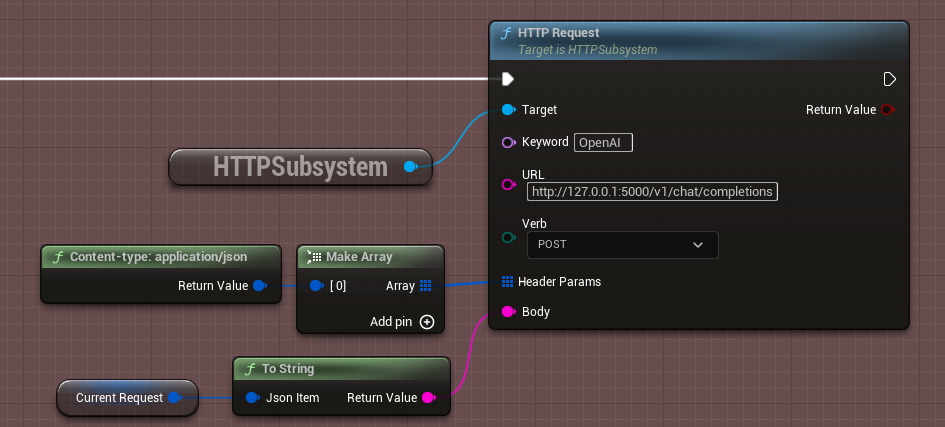 HTTP Request
Target is HTTPSubsystem
Target
Return Value
Keyword OpenAI
HTTPSubsystem
URL
http://127.0.0.1:5000/v1/chat/completions
Verb
POST
Content-type: application/json
Return Value
Make Array
[ 0] Array
Add pin
Header Params
Body
To String
Current Request
Json Item Return Value